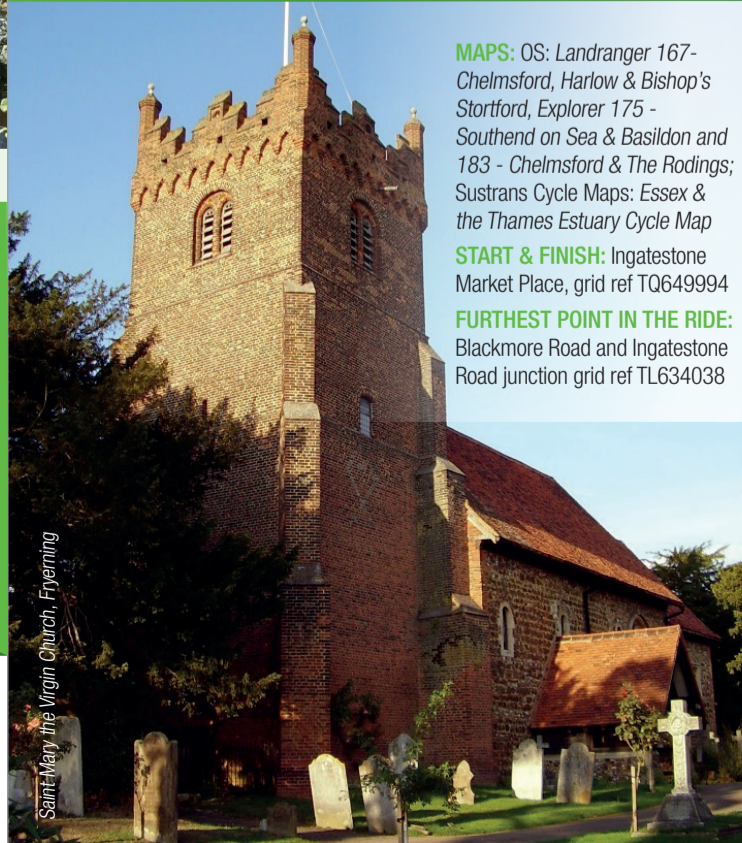 MAPS: OS: Landranger 167-
Chelmsford, Harlow & Bishop's
Stortford, Explorer 175 -
Southend on Sea & Basildon and
183 - Chelmsford & The Rodings;
Sustrans Cycle Maps: Essex &
the Thames Estuary Cycle Map
START & FINISH: Ingatestone
Market Place, grid ref TQ649994
FURTHEST POINT IN THE RIDE:
Blackmore Road and Ingatestone
Road junction grid ref TL634038
Saint Mary the Virgin Church, Fryerning